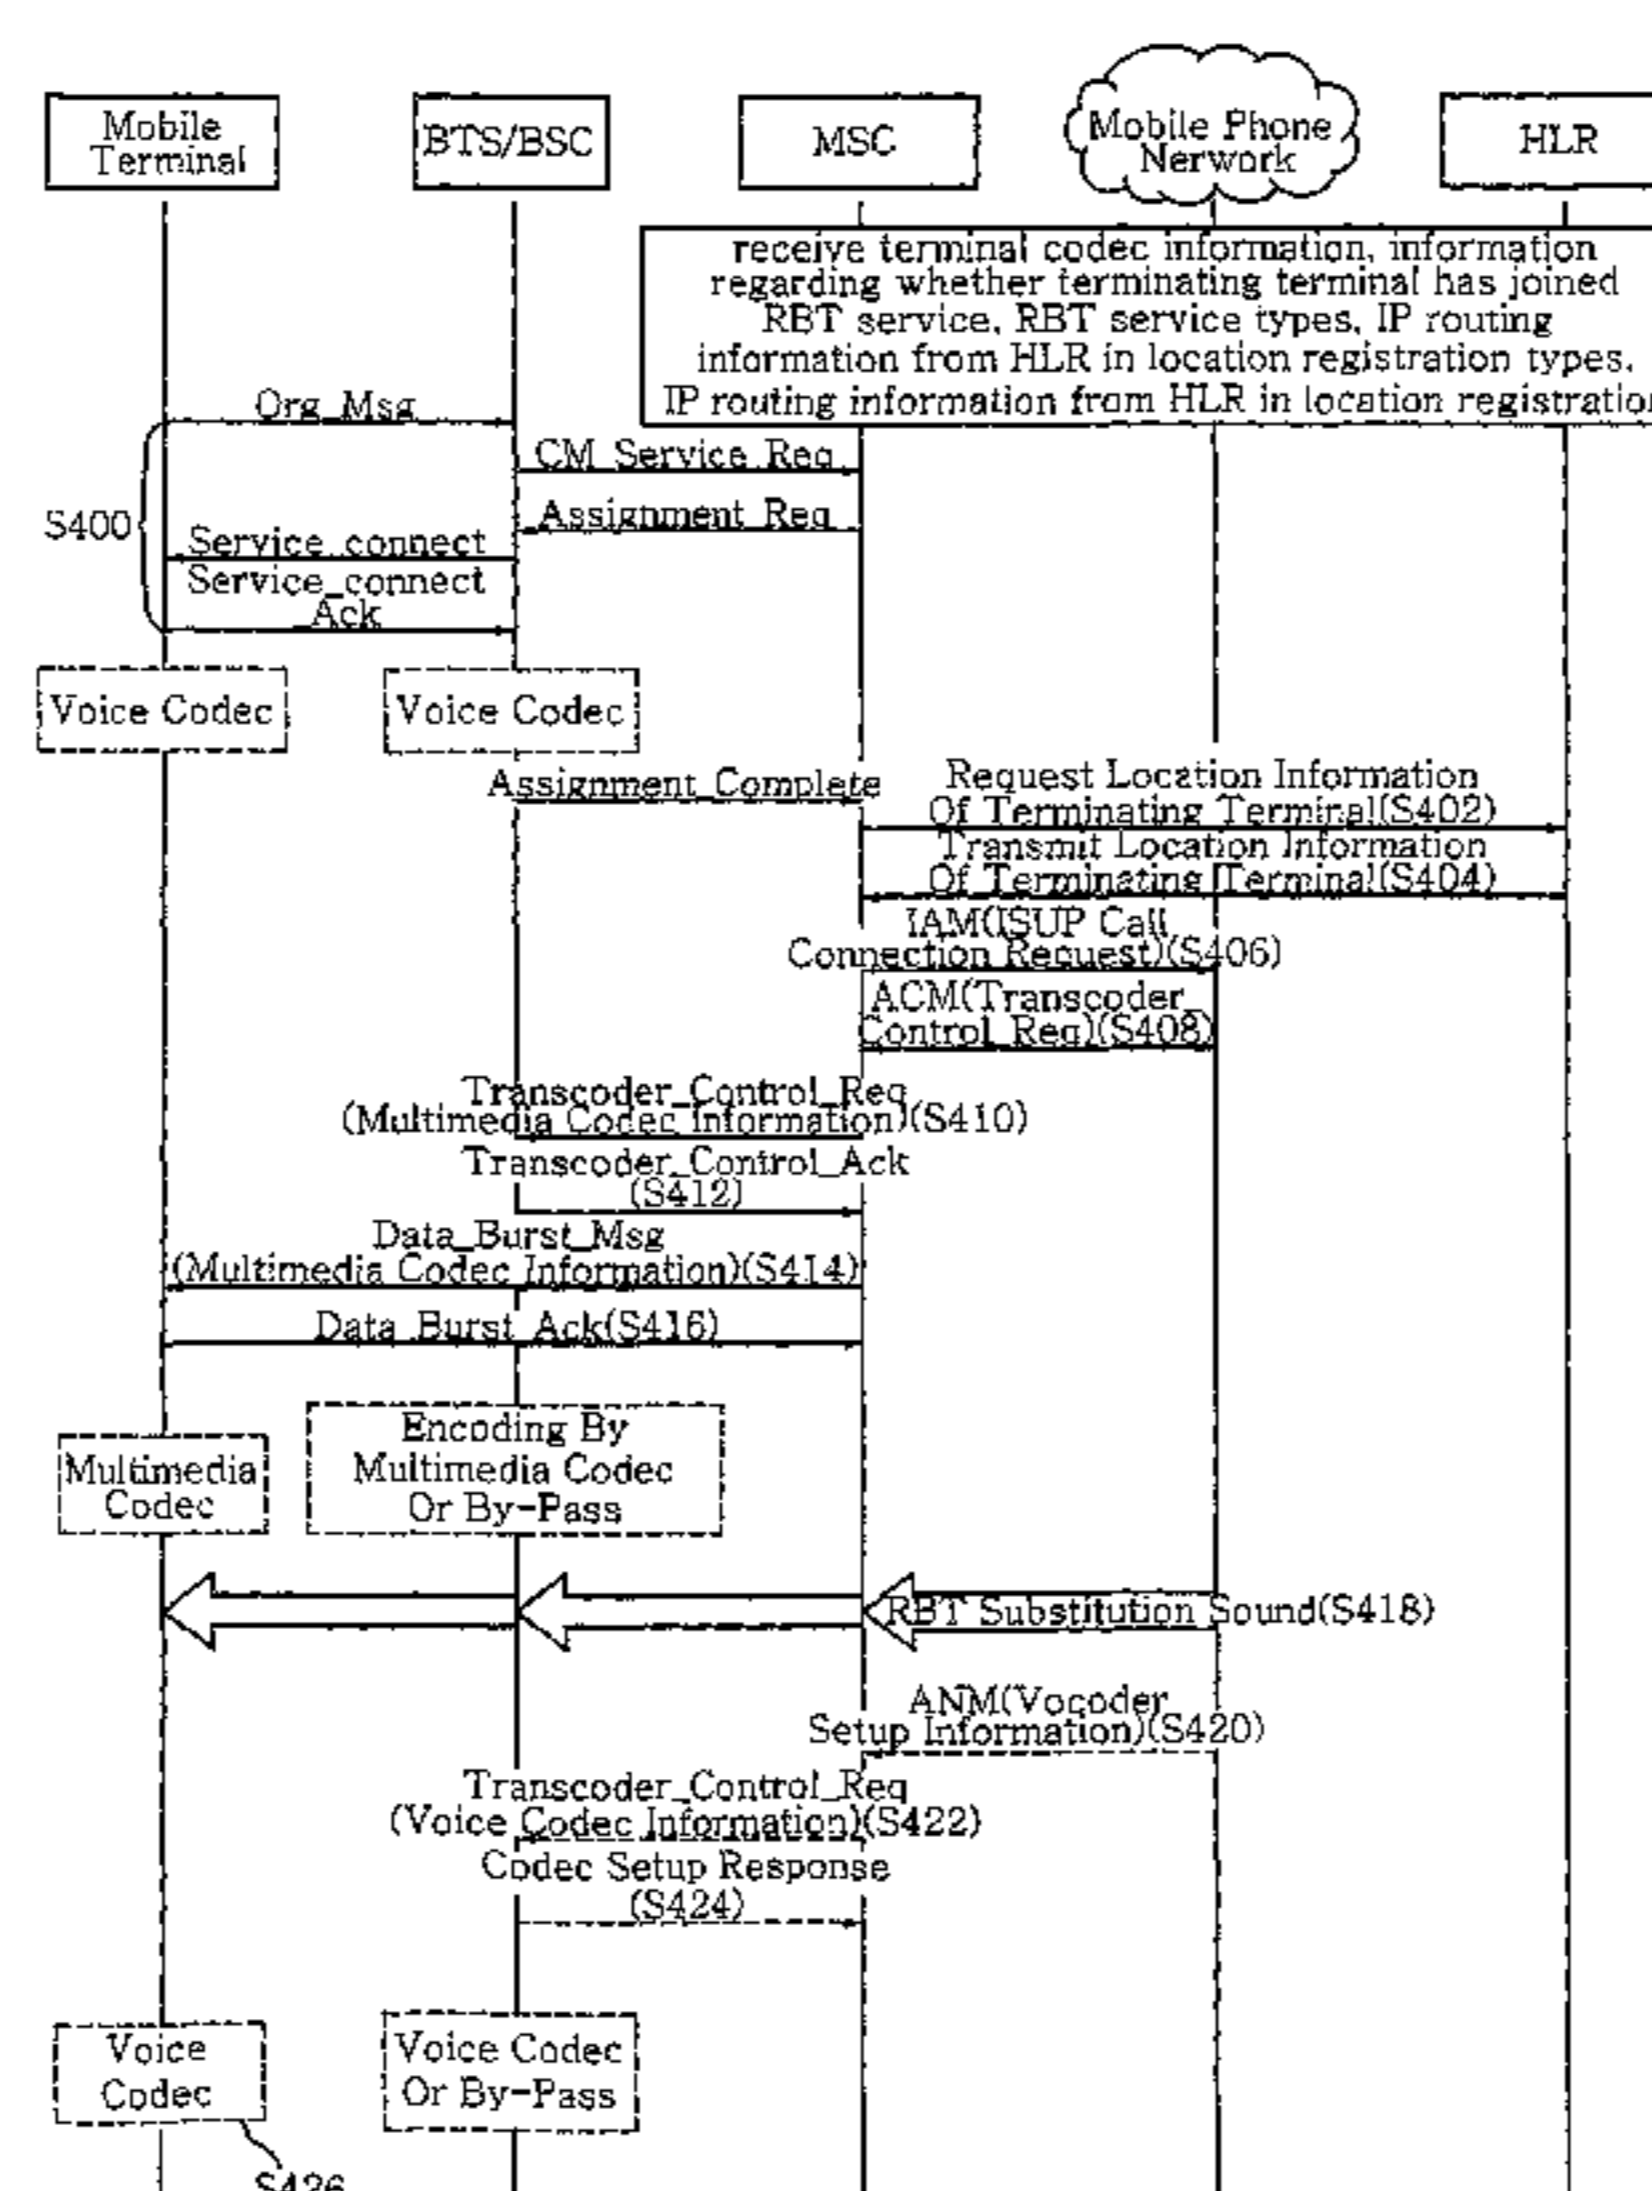 Mobile
Terminal
BTS/BSC
MSC
Mobile Phone
Nerwork
HLR
receive terminal codec information, information
regarding whether terminating terminal has joined
RBT service, RBT service types, IP routing
information from HLR in location registration types,
IP routing information from HLR in location registration
Org_Msg
CM_Service_Req
S400
Assignment_Req
Service_connect
Service_connect
_Ack
Voice Codec
Voice Codec
Assignment_Complete
Request Location Information
Of Terminating Terminal(S402)
Transmit Location Information
Of Terminating Terminal(S404)
IAM(ISUP Call
Connection Request)(S406)
ACM(Transcoder_
Control_Req)(S408)
Transcoder_Control_Req
(Multimedia Codec Information)(S410)
Transcoder_Control_Ack
(S412)
Data_Burst_Msg
(Multimedia Codec Information)(S414)
Data_Burst_Ack(S416)
Multimedia
Codec
Encoding By
Multimedia Codec
Or By-Pass
RBT Substitution Sound(S418)
ANM(Vocoder
Setup Information)(S420)
Transcoder_Control_Req
(Voice Codec Information)(S422)
Codec Setup Response
(S424)
Voice
Codec
Voice Codec
Or By-Pass
S426